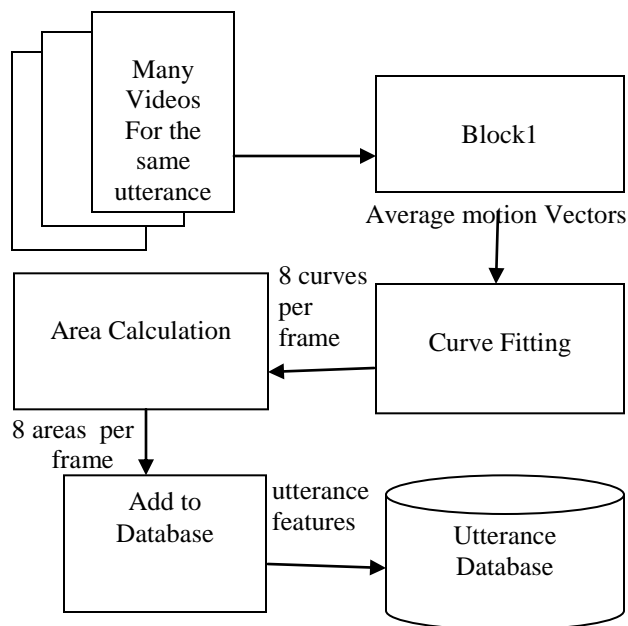 Many
Videos
For the
same
utterance
Block1
Average motion Vectors
Curve Fitting
8 curves
per
frame
Area Calculation
8 areas per
frame
Add to
Database
utterance
features
Utterance
Database